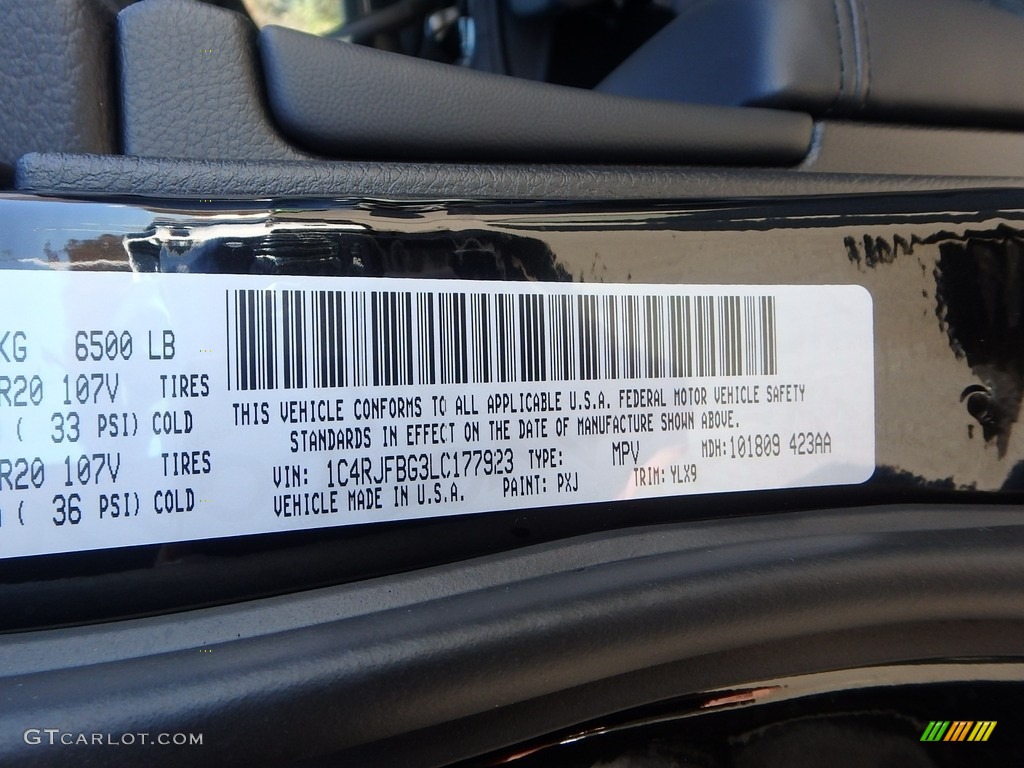 KG 6500 LB
R20 107V TIRES
( 33 PSI) COLD
R20 107V TIRES
( 36 PSI) COLD
THIS VEHICLE CONFORMS TO ALL APPLICABLE U.S.A. FEDERAL MOTOR VEHICLE SAFETY
STANDARDS IN EFFECT ON THE DATE OF MANUFACTURE SHOWN ABOVE.
VIN: 1C4RJFBG3LC177923 TYPE: MPV MDH:101809 423AA
VEHICLE MADE IN U.S.A. PAINT: PXJ TRIM: YLX9
GTCARLOT.COM